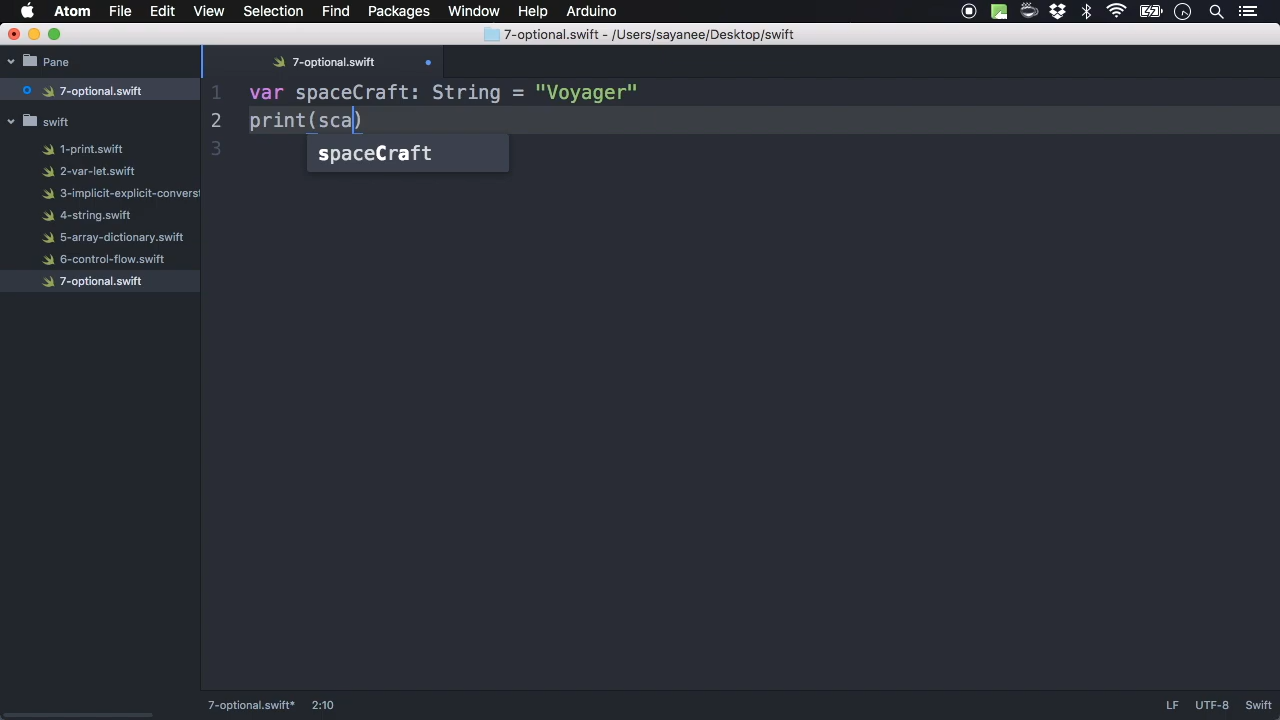 Atom File Edit View Selection Find Packages Window Help Arduino
7-optional.swift - /Users/sayanee/Desktop/swift
Pane
7-optional.swift
swift
1-print.swift
2-var-let.swift
3-implicit-explicit-converst
4-string.swift
5-array-dictionary.swift
6-control-flow.swift
7-optional.swift
7-optional.swift
1 var spaceCraft: String = "Voyager"
2 print(sca)
spaceCraft
3
7-optional.swift* 2:10
LF UTF-8 Swift